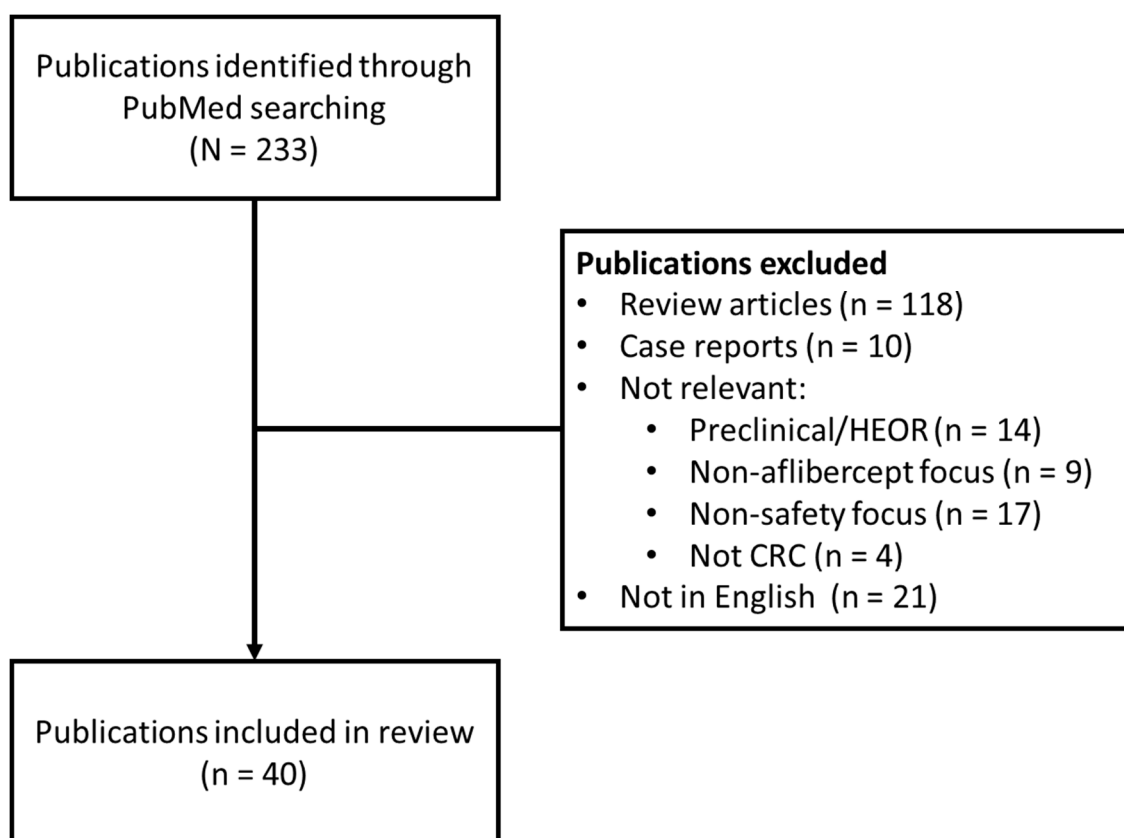 Publications identified through
PubMed searching
(N = 233)
Publications excluded
• Review articles (n = 118)
• Case reports (n = 10)
• Not relevant:
• Preclinical/HEOR (n = 14)
• Non-aflibercept focus (n = 9)
• Non-safety focus (n = 17)
• Not CRC (n = 4)
• Not in English (n = 21)
Publications included in review
(n = 40)